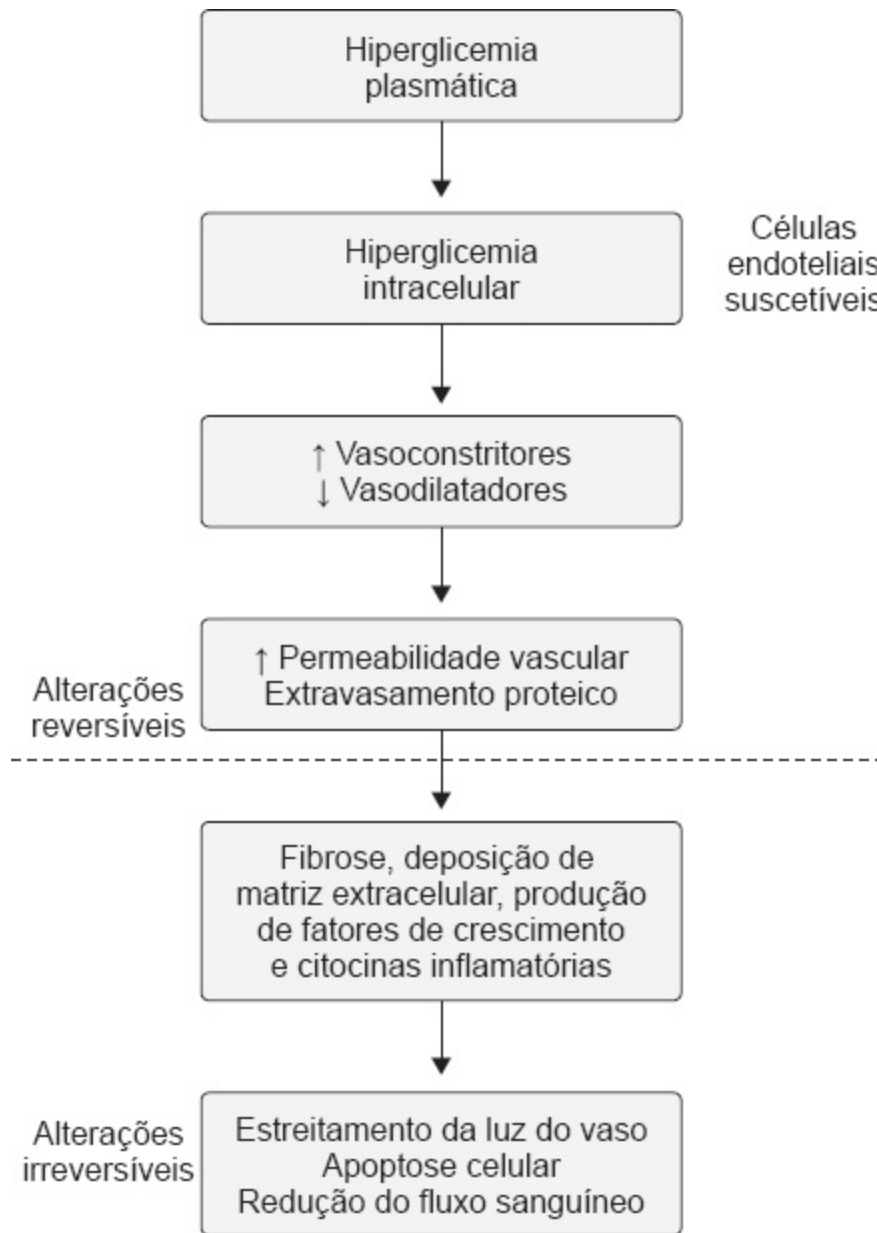 Hiperglicemia
plasmática
Hiperglicemia
intracelular
Células
endoteliais
suscetíveis
↑ Vasoconstritores
↓ Vasodilatadores
↑ Permeabilidade vascular
Extravasamento proteico
Alterações
reversíveis
Fibrose, deposição de
matriz extracelular, produção
de fatores de crescimento
e citocinas inflamatórias
Alterações
irreversíveis
Estreitamento da luz do vaso
Apoptose celular
Redução do fluxo sanguíneo